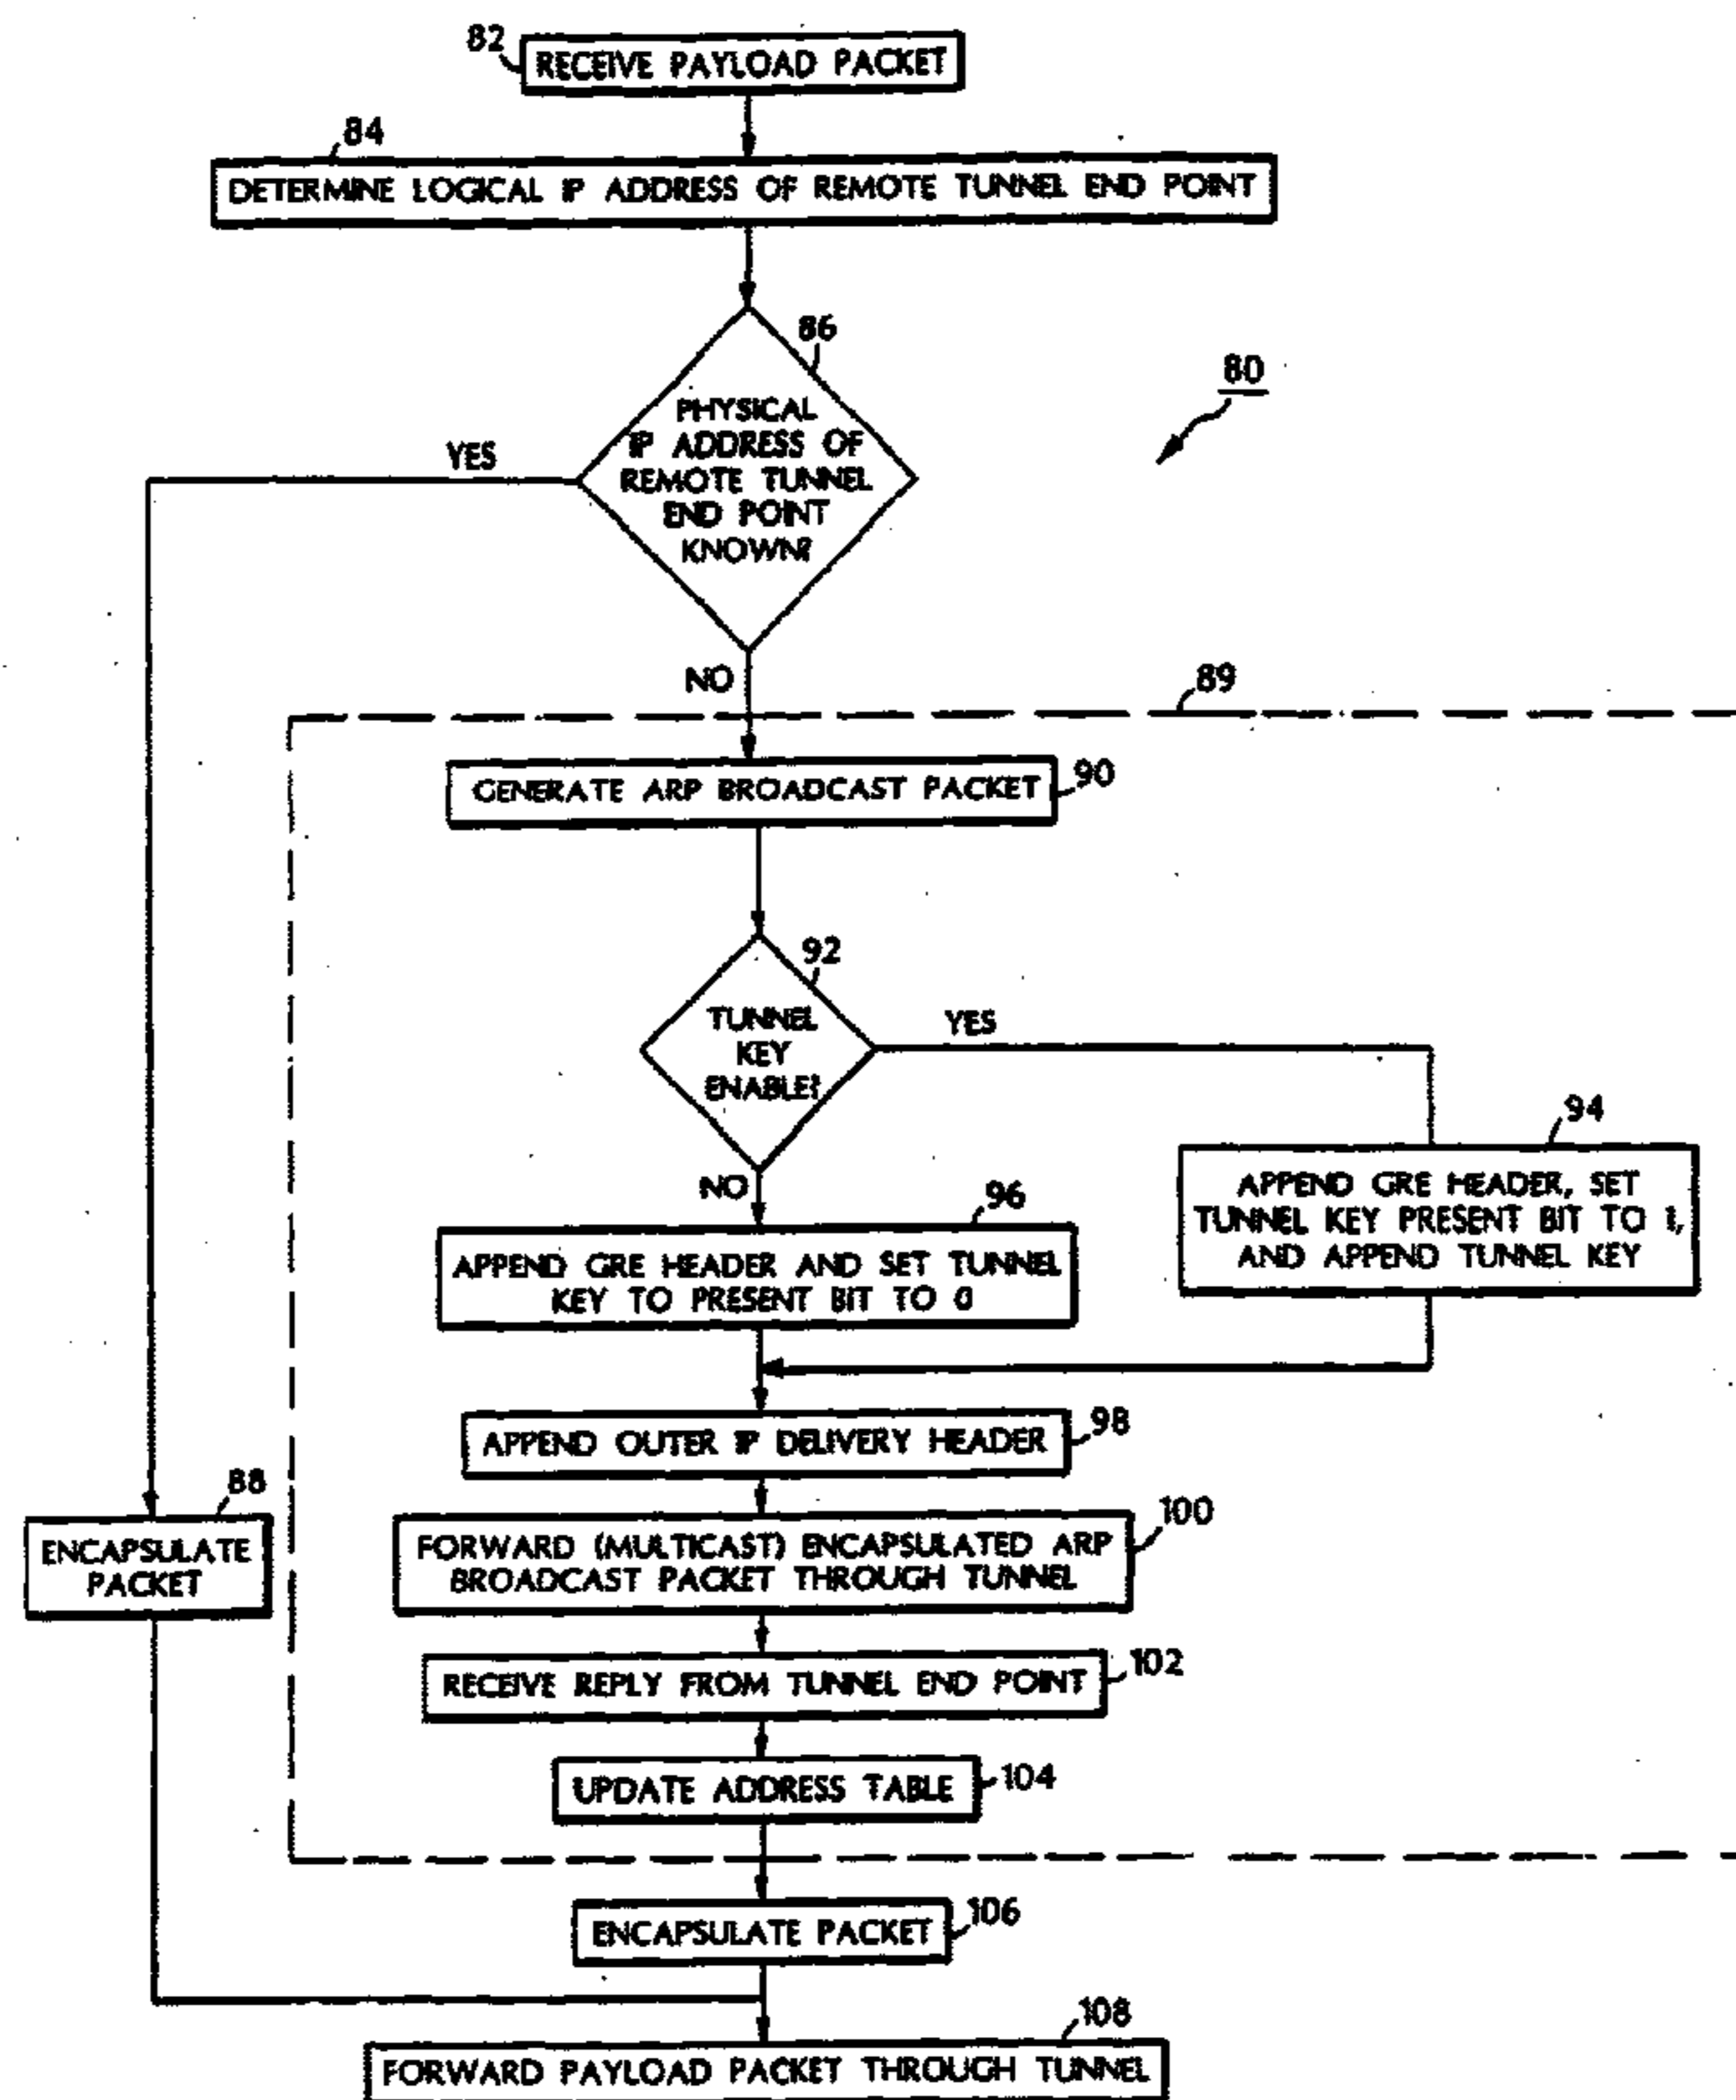 82
RECEIVE PAYLOAD PACKET
84
DETERMINE LOGICAL IP ADDRESS OF REMOTE TUNNEL END POINT
86
PHYSICAL
IP ADDRESS OF
REMOTE TUNNEL
END POINT
KNOWN?
80
YES
NO
89
GENERATE ARP BROADCAST PACKET
90
92
TUNNEL
KEY
ENABLE?
YES
NO
94
APPEND GRE HEADER, SET
TUNNEL KEY PRESENT BIT TO 1,
AND APPEND TUNNEL KEY
96
APPEND GRE HEADER AND SET TUNNEL
KEY TO PRESENT BIT TO 0
APPEND OUTER IP DELIVERY HEADER
98
88
ENCAPSULATE
PACKET
100
FORWARD (MULTICAST) ENCAPSULATED ARP
BROADCAST PACKET THROUGH TUNNEL
RECEIVE REPLY FROM TUNNEL END POINT
102
UPDATE ADDRESS TABLE
104
ENCAPSULATE PACKET
106
108
FORWARD PAYLOAD PACKET THROUGH TUNNEL